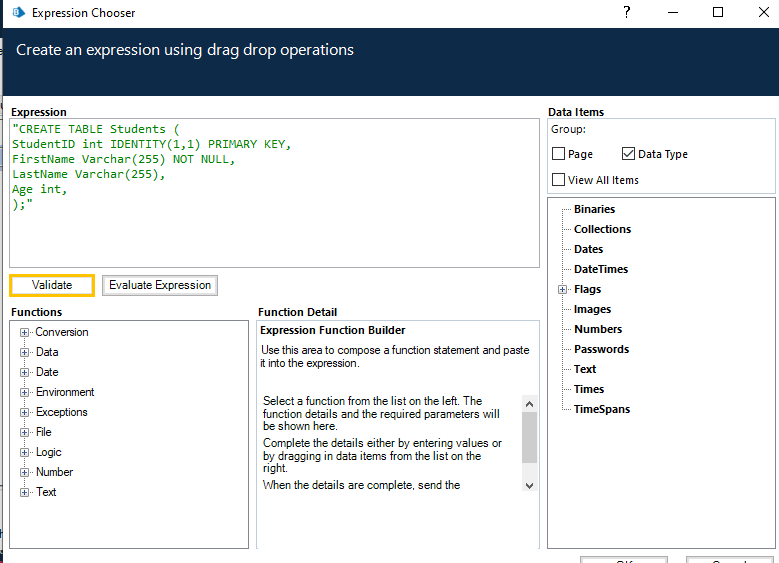 Expression Chooser
?
Create an expression using drag drop operations
Expression
"CREATE TABLE Students (
StudentID int IDENTITY(1,1) PRIMARY KEY,
FirstName Varchar(255) NOT NULL,
LastName Varchar(255),
Age int,
);"
Validate
Evaluate Expression
Data Items
Group:
Page
Data Type
View All Items
Binaries
Collections
Dates
DateTimes
Flags
Images
Numbers
Passwords
Text
Times
TimeSpans
Functions
Conversion
Data
Date
Environment
Exceptions
File
Logic
Number
Text
Function Detail
Expression Function Builder
Use this area to compose a function statement and paste
it into the expression.
Select a function from the list on the left. The
function details and the required parameters will
be shown here.
Complete the details either by entering values or
by dragging in data items from the list on the
right.
When the details are complete, send the